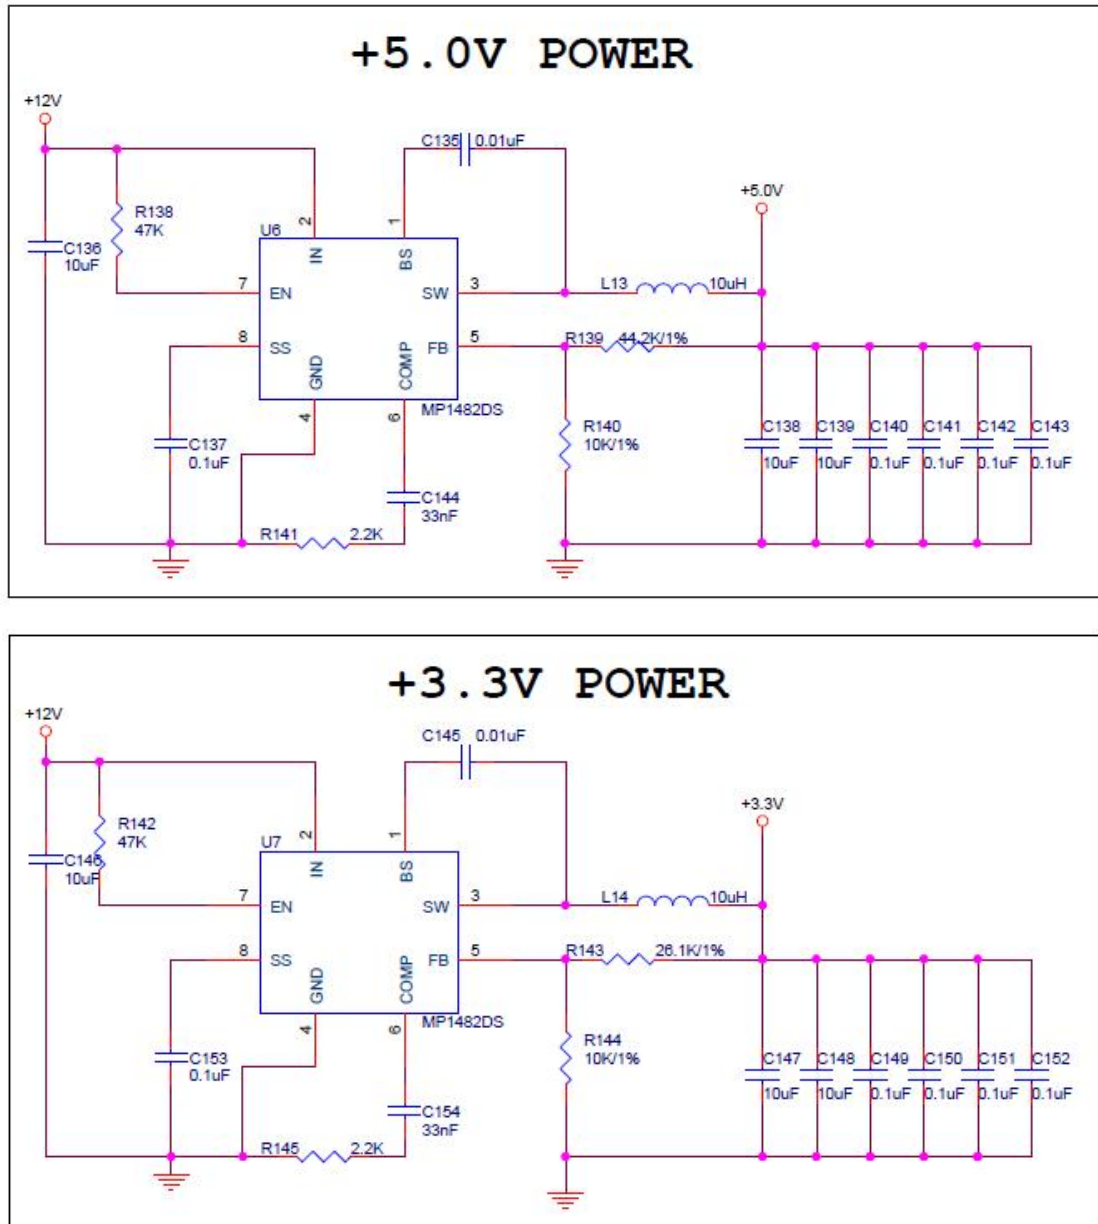 +5.0V POWER
+12V
C135 0.01uF
+5.0V
R138
47K
C136
10uF
U6
2
1
IN
BS
7 EN
SW 3
L13 10uH
8 SS
FB 5
R139 44.2K/1%
GND
COMP
MP1482DS
4
6
C137
0.1uF
R140
10K/1%
C138 C139 C140 C141 C142 C143
10uF 10uF 0.1uF 0.1uF 0.1uF 0.1uF
C144
33nF
R141 2.2K
+3.3V POWER
+12V
C145 0.01uF
+3.3V
R142
47K
C146
10uF
U7
2
1
IN
BS
7 EN
SW 3
L14 10uH
8 SS
FB 5
R143 26.1K/1%
GND
COMP
MP1482DS
4
6
C153
0.1uF
R144
10K/1%
C147 C148 C149 C150 C151 C152
10uF 10uF 0.1uF 0.1uF 0.1uF 0.1uF
C154
33nF
R145 2.2K